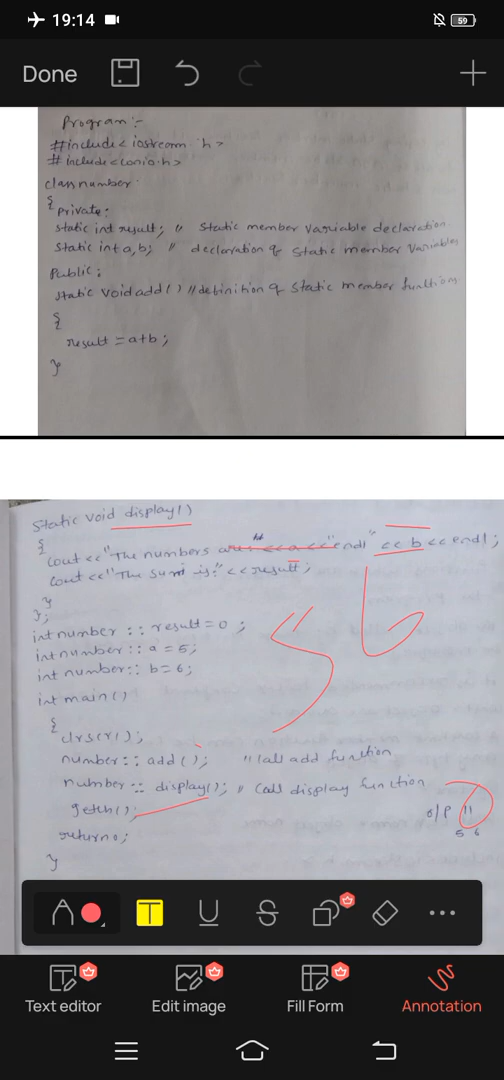 19:14
59
Done
Program:-
#include<iostream.h>
#include<conio.h>
class number
{
Private:
static int result; // Static member variable declaration
Static int a,b; // declaration of static member variables
Public:
static void add() // definition of static member function
{
result = a+b;
}
Static void display()
{
cout << "The numbers are: << a << "endl" << b << endl;
cout << "The sum is:" << result;
}
};
int number :: result=0;
int number :: a = 5;
int number :: b=6;
int main()
{
clrscr();
number:: add(); // Call add function
number :: display(); // Call display function
getch();
o/p 11
return0;
5 6
}
5 6
T
U
S
Text editor
Edit image
Fill Form
Annotation